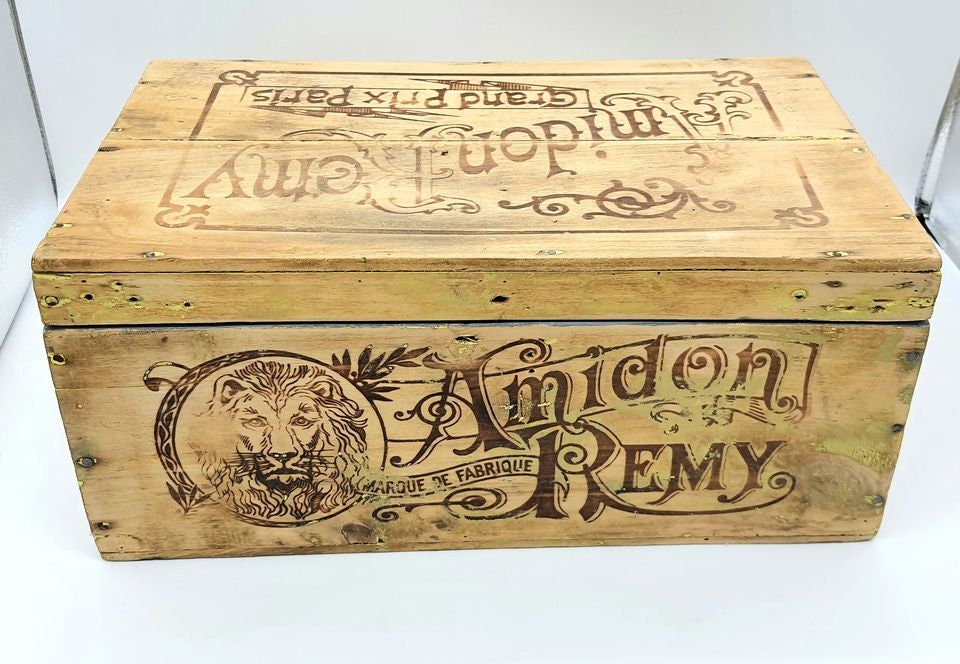 Grand Prix Paris
Amidon
Remy
Amidon
MARQUE DE FABRIQUE
REMY